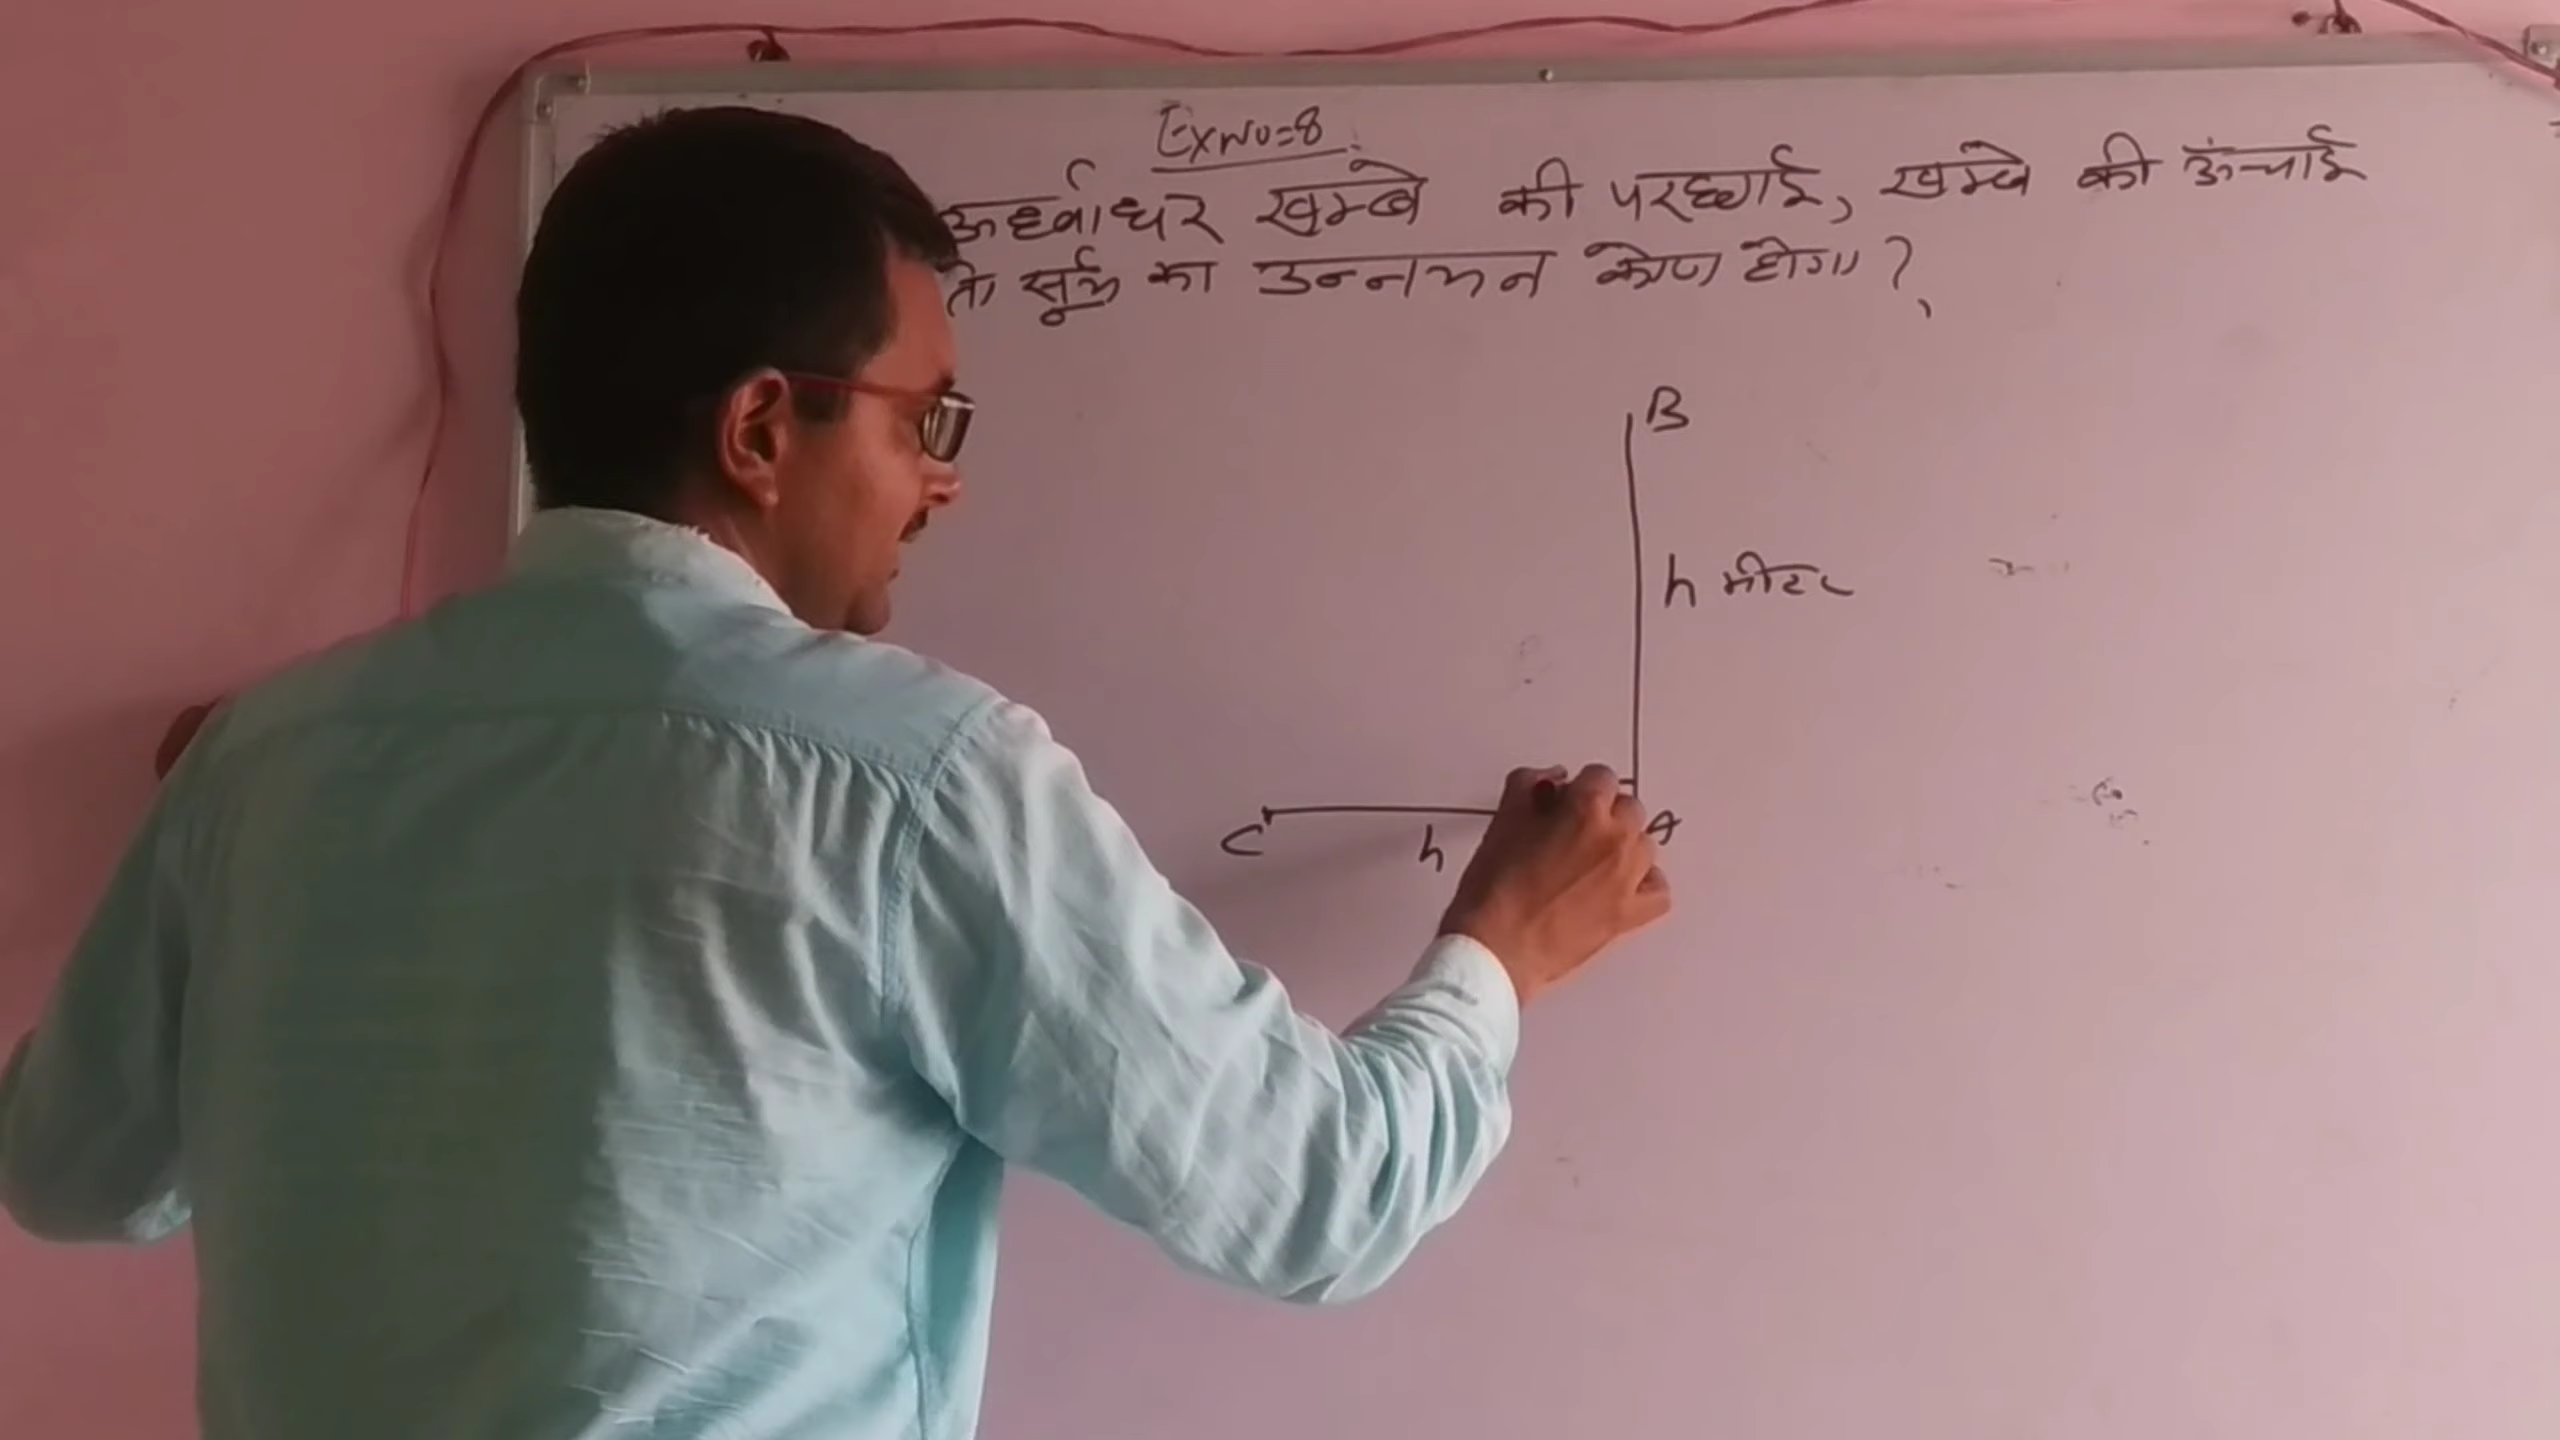 Ex No=8
ऊर्ध्वाधर खम्बे की परछाई, खम्बे की ऊंचाई
तो सूर्य का उन्नयन कोण होगा?
B
h मीटर
C h A